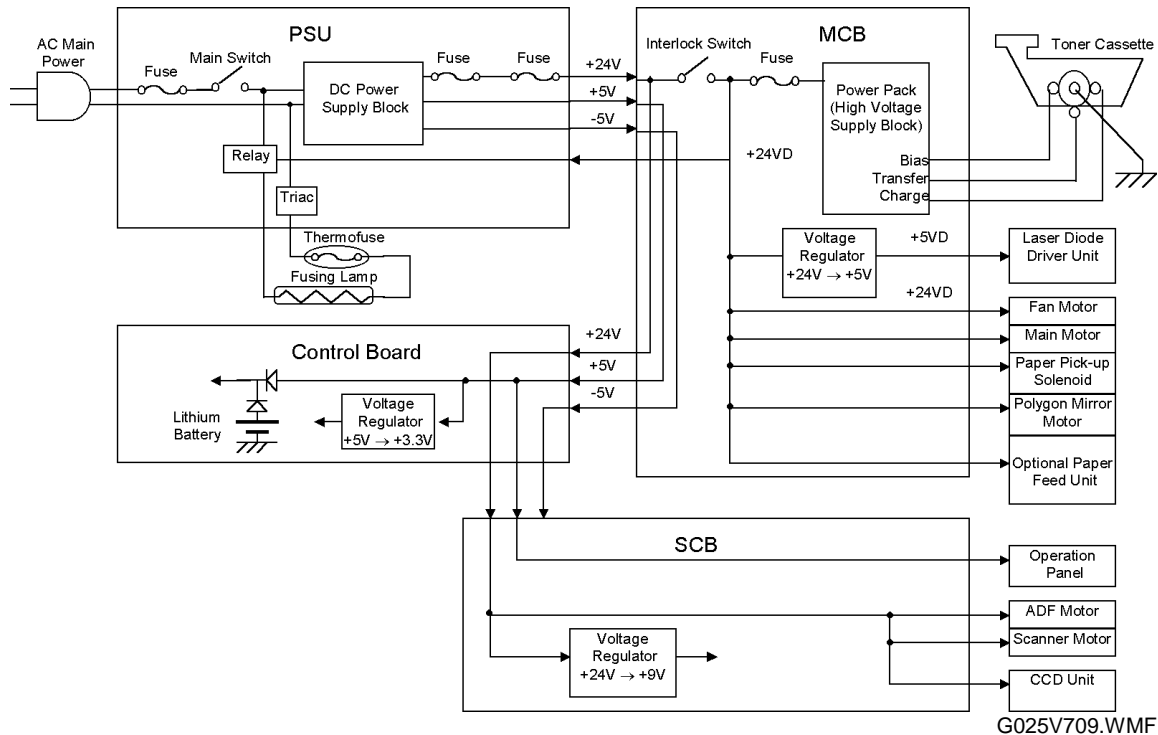 PSU
AC Main
Power
Fuse
Main Switch
DC Power
Supply Block
Fuse
Fuse
+24V
+5V
-5V
Relay
Triac
Thermofuse
Fusing Lamp
MCB
Interlock Switch
Fuse
Power Pack
(High Voltage
Supply Block)
Bias
Transfer
Charge
+24VD
Toner Cassette
Voltage
Regulator
+24V → +5V
+5VD
+24VD
Laser Diode
Driver Unit
Fan Motor
Main Motor
Paper Pick-up
Solenoid
Polygon Mirror
Motor
Optional Paper
Feed Unit
Control Board
+24V
+5V
-5V
Lithium
Battery
Voltage
Regulator
+5V → +3.3V
SCB
Voltage
Regulator
+24V → +9V
Operation
Panel
ADF Motor
Scanner Motor
CCD Unit
G025V709.WMF